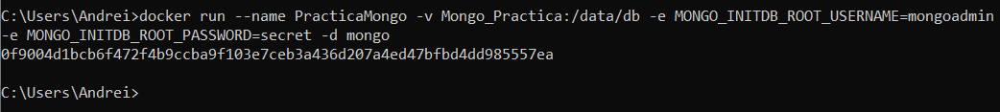 C:\Users\Andrei>docker run --name PracticaMongo -v Mongo_Practica:/data/db -e MONGO_INITDB_ROOT_USERNAME=mongoadmin
-e MONGO_INITDB_ROOT_PASSWORD=secret -d mongo
0f9004d1bcb6f472f4b9ccba9f103e7ceb3a436d207a4ed47bfbd4dd985557ea
C:\Users\Andrei>